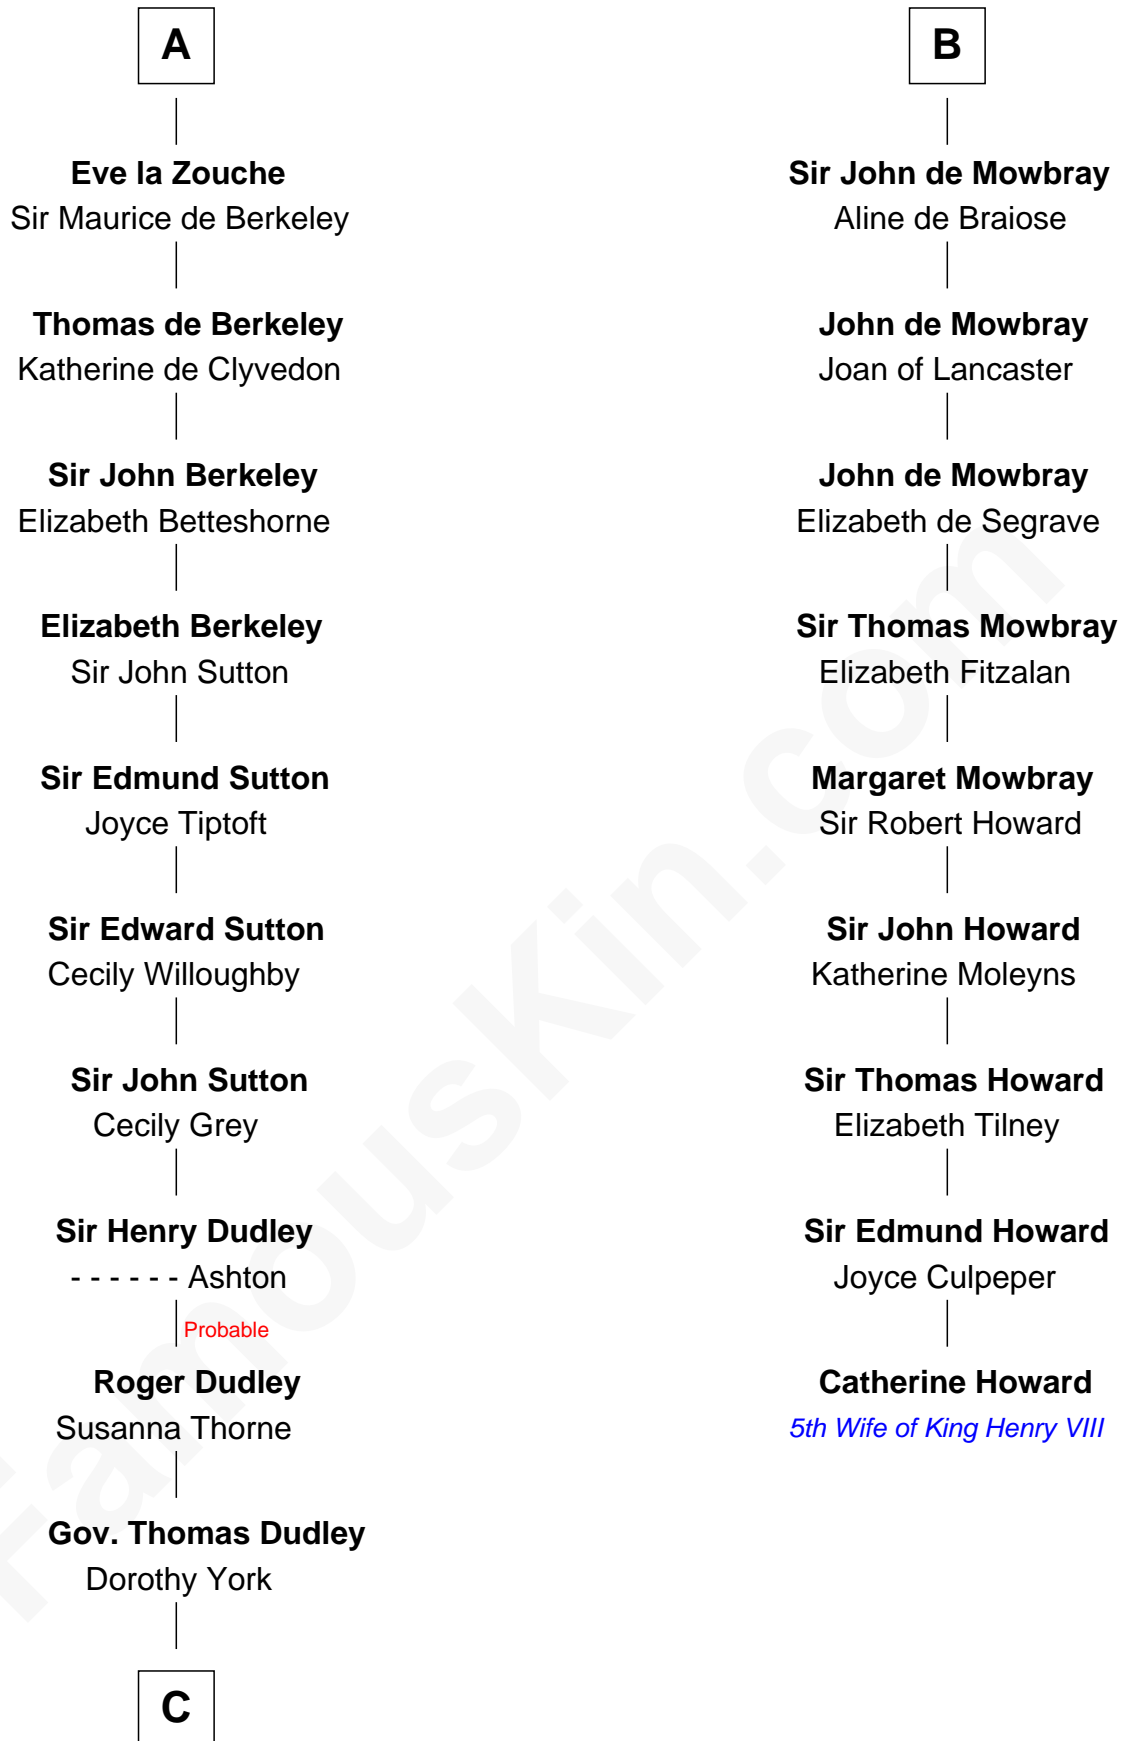 A
Eve la Zouche
Sir Maurice de Berkeley
Thomas de Berkeley
Katherine de Clyvedon
Sir John Berkeley
Elizabeth Betteshorne
Elizabeth Berkeley
Sir John Sutton
Sir Edmund Sutton
Joyce Tiptoft
Sir Edward Sutton
Cecily Willoughby
Sir John Sutton
Cecily Grey
Sir Henry Dudley
- - - - - - Ashton
Probable
Roger Dudley
Susanna Thorne
Gov. Thomas Dudley
Dorothy York
C
B
Sir John de Mowbray
Aline de Braiose
John de Mowbray
Joan of Lancaster
John de Mowbray
Elizabeth de Segrave
Sir Thomas Mowbray
Elizabeth Fitzalan
Margaret Mowbray
Sir Robert Howard
Sir John Howard
Katherine Moleyns
Sir Thomas Howard
Elizabeth Tilney
Sir Edmund Howard
Joyce Culpeper
Catherine Howard
5th Wife of King Henry VIII
FamousKin.com